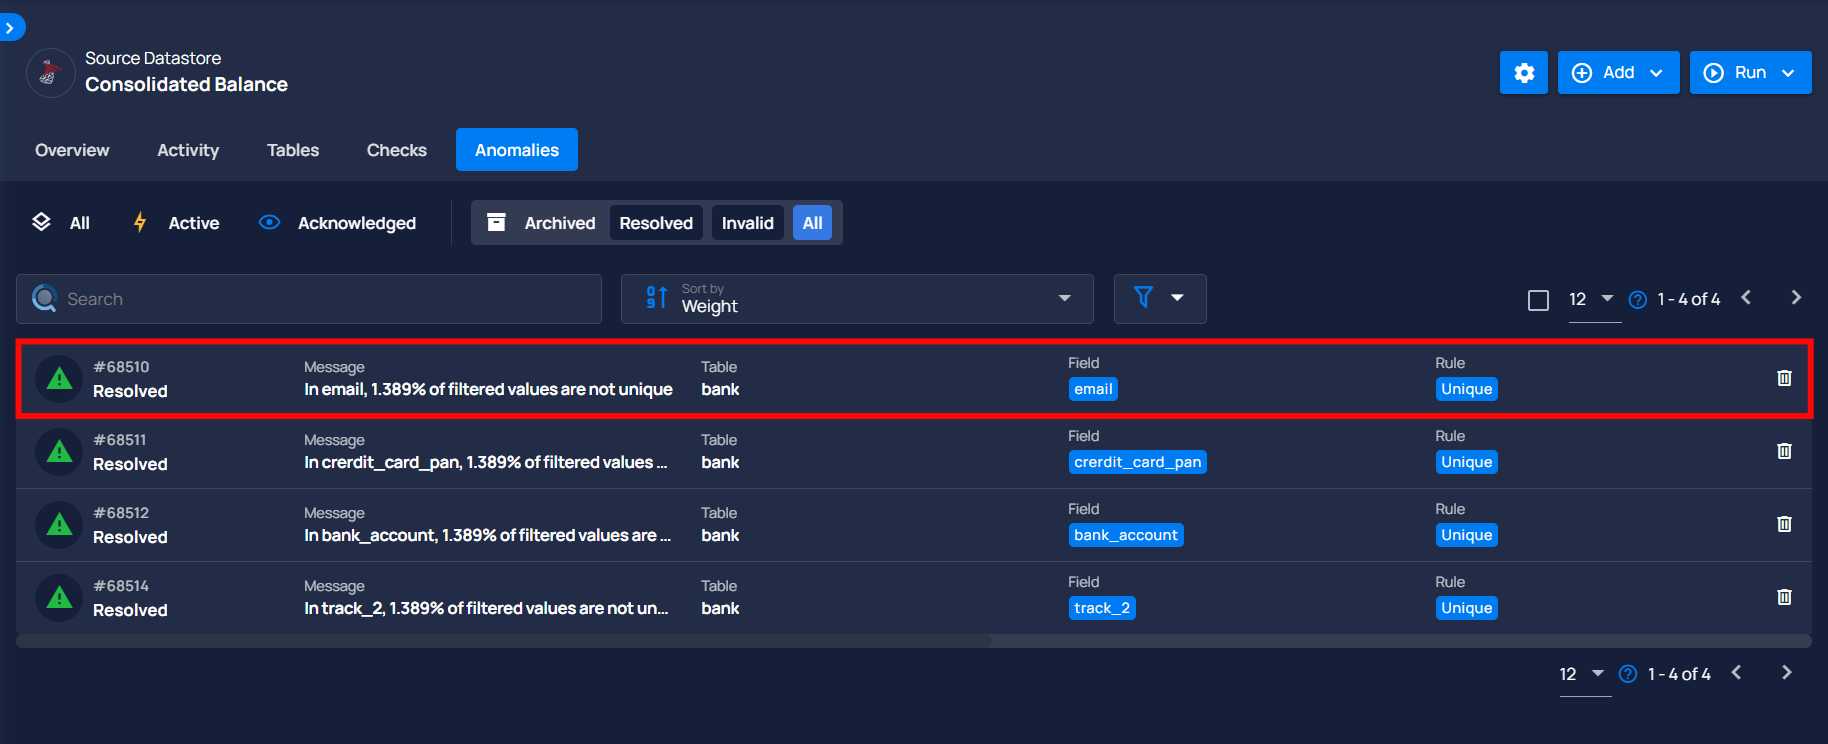 Source Datastore
Consolidated Balance
Add
Run
Overview
Activity
Tables
Checks
Anomalies
All
Active
Acknowledged
Archived
Resolved
Invalid
All
Search
Sort by
Weight
12
1 - 4 of 4
#68510
Resolved
Message
In email, 1.389% of filtered values are not unique
Table
bank
Field
email
Rule
Unique
#68511
Resolved
Message
In crerdit_card_pan, 1.389% of filtered values ...
Table
bank
Field
crerdit_card_pan
Rule
Unique
#68512
Resolved
Message
In bank_account, 1.389% of filtered values are ...
Table
bank
Field
bank_account
Rule
Unique
#68514
Resolved
Message
In track_2, 1.389% of filtered values are not un...
Table
bank
Field
track_2
Rule
Unique
12
1 - 4 of 4